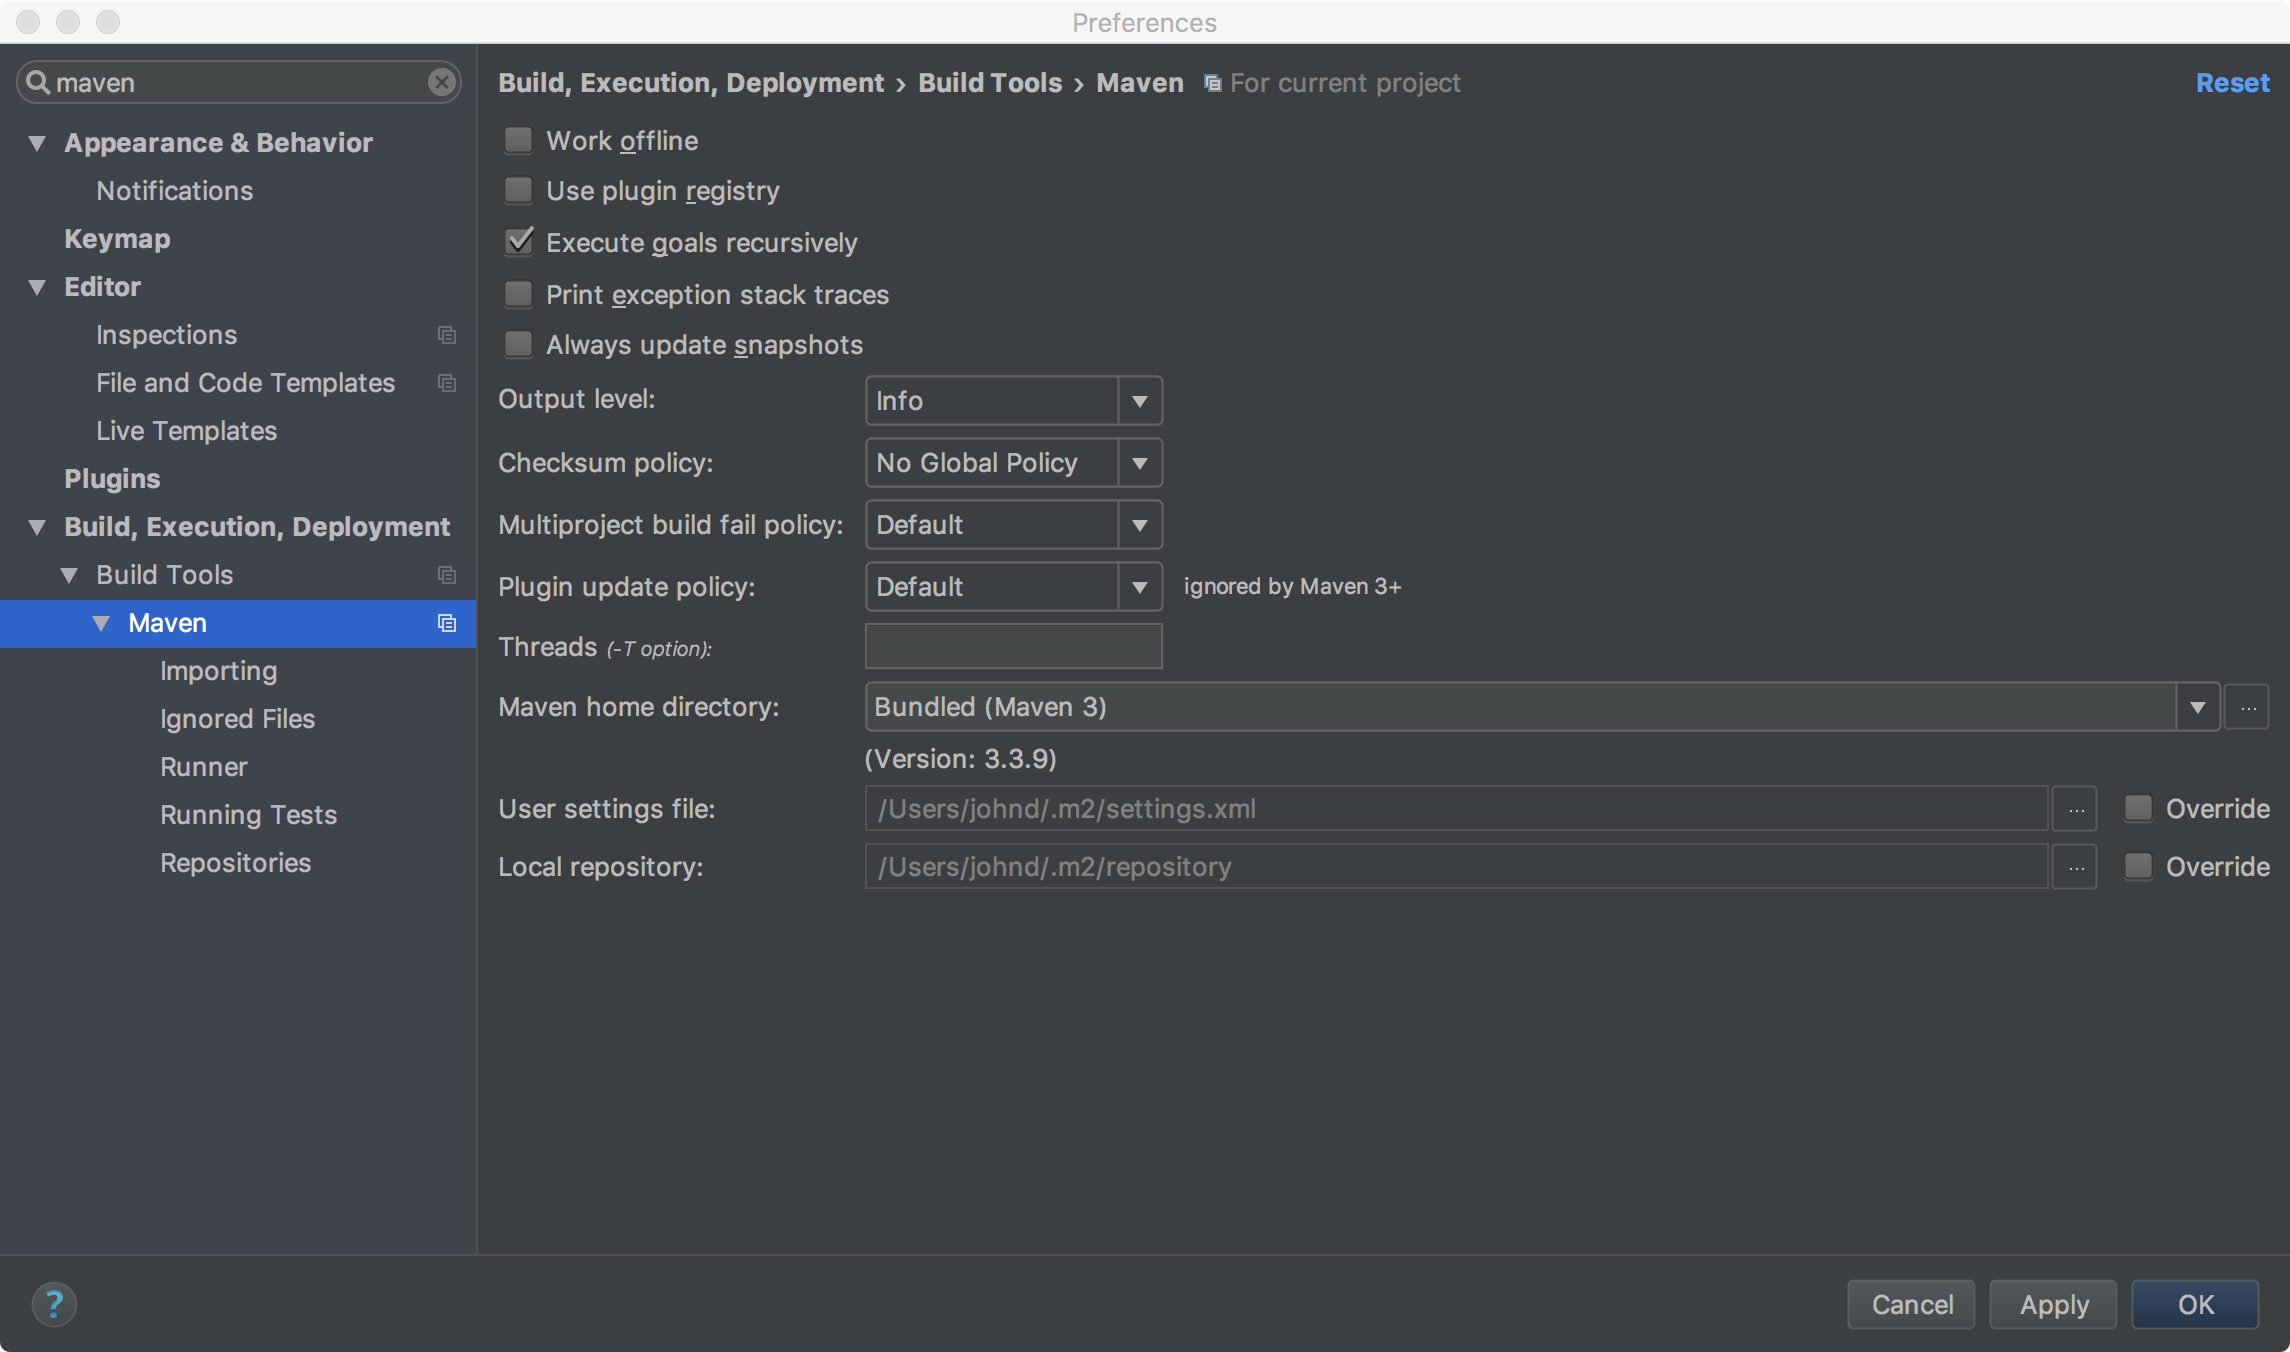 Preferences
maven
Appearance & Behavior
Notifications
Keymap
Editor
Inspections
File and Code Templates
Live Templates
Plugins
Build, Execution, Deployment
Build Tools
Maven
Importing
Ignored Files
Runner
Running Tests
Repositories
Build, Execution, Deployment › Build Tools › Maven For current project Reset
Work offline
Use plugin registry
Execute goals recursively
Print exception stack traces
Always update snapshots
Output level: Info
Checksum policy: No Global Policy
Multiproject build fail policy: Default
Plugin update policy: Default ignored by Maven 3+
Threads (-T option):
Maven home directory: Bundled (Maven 3) ...
(Version: 3.3.9)
User settings file: /Users/johnd/.m2/settings.xml ... Override
Local repository: /Users/johnd/.m2/repository ... Override
? Cancel Apply OK